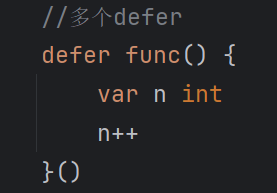 //多个defer
defer func() {
    var n int
    n++
}()